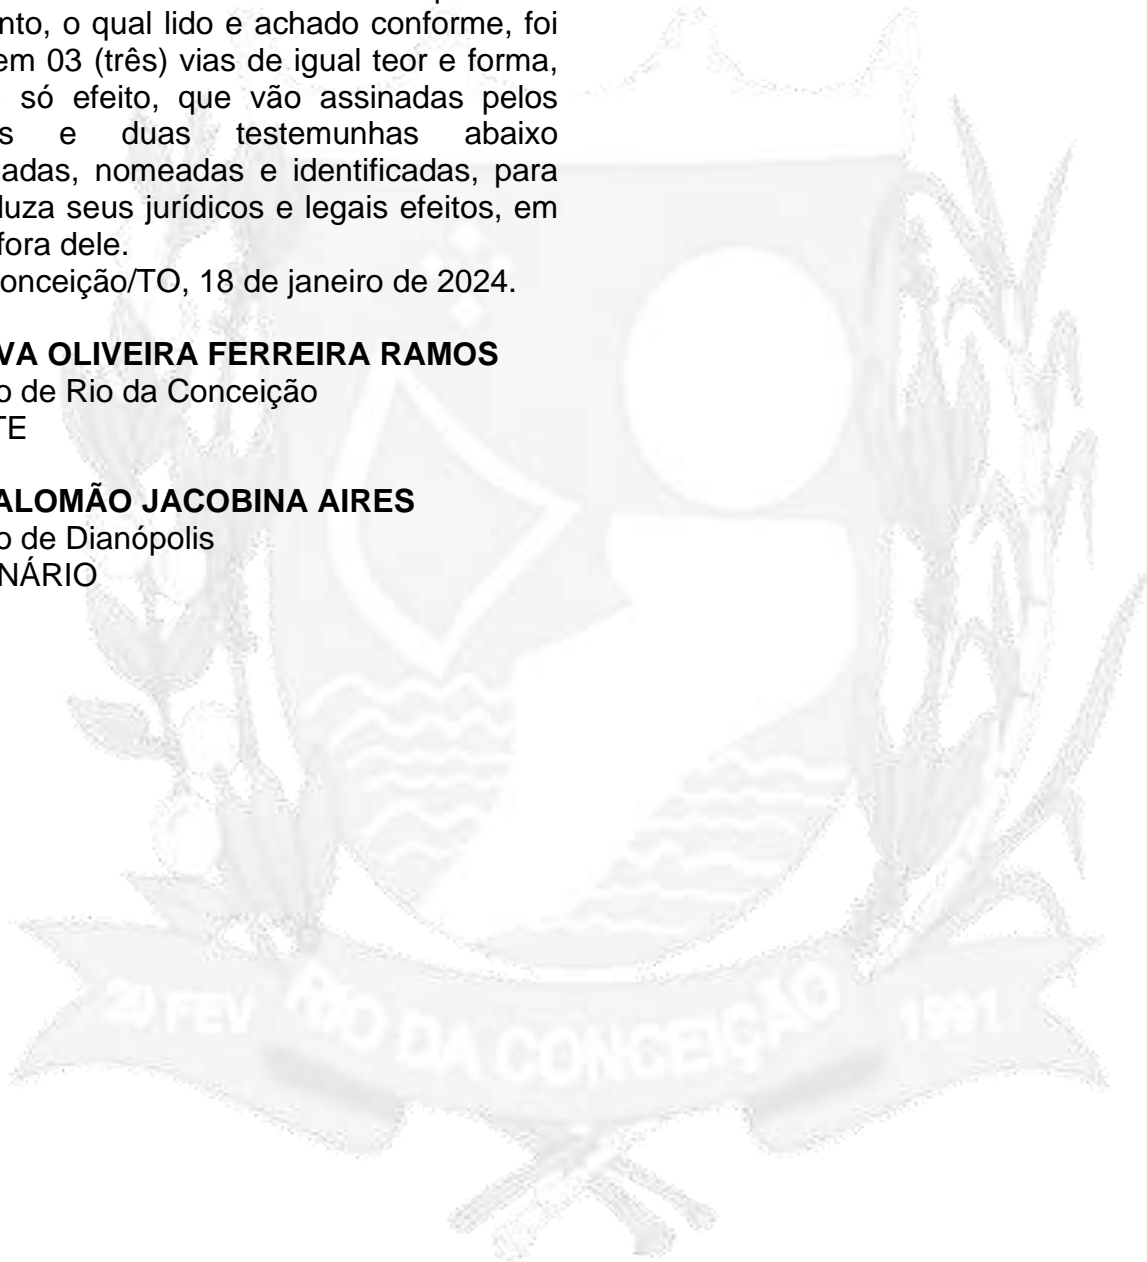 nto, o qual lido e achado conforme, foi
em 03 (três) vias de igual teor e forma,
só efeito, que vão assinadas pelos
s e duas testemunhas abaixo
adas, nomeadas e identificadas, para
luza seus jurídicos e legais efeitos, em
fora dele.
onceição/TO, 18 de janeiro de 2024.
VA OLIVEIRA FERREIRA RAMOS
o de Rio da Conceição
TE
ALOMÃO JACOBINA AIRES
o de Dianópolis
NÁRIO
20 FEV RIO DA CONCEIÇÃO 1991